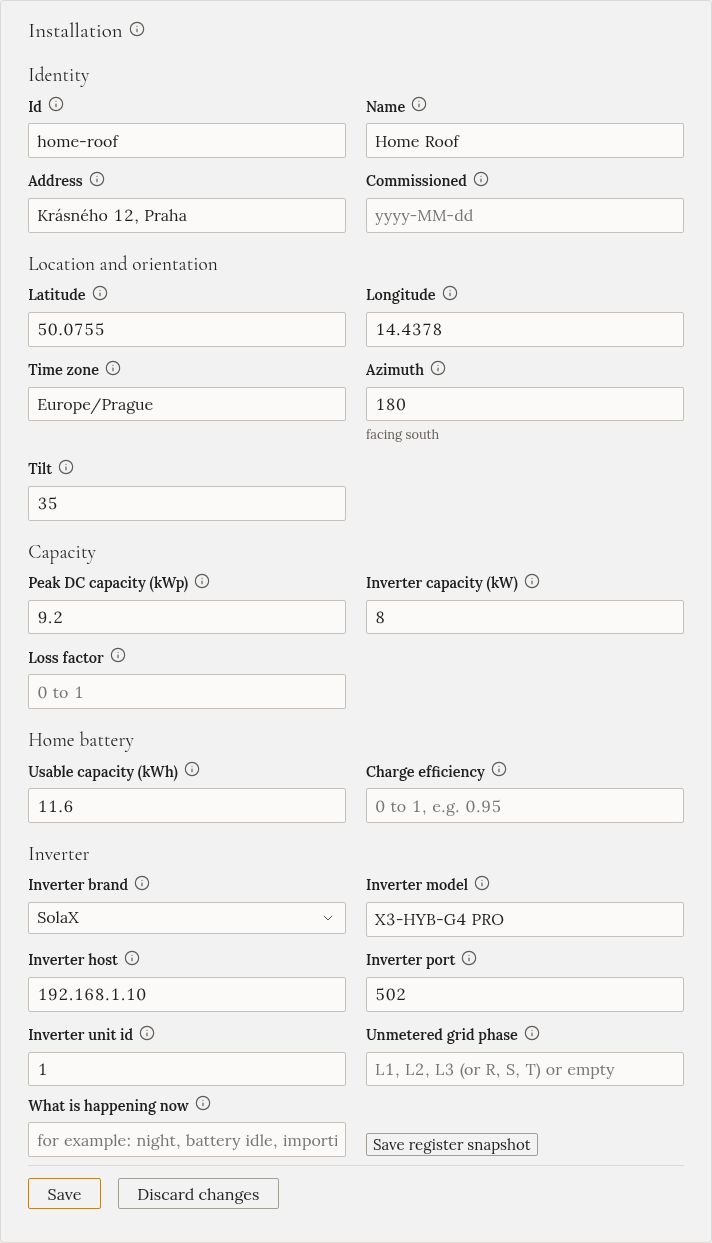 Installation
Identity
Id
Name
home-roof
Home Roof
Address
Commissioned
Krásného 12, Praha
yyyy-MM-dd
Location and orientation
Latitude
Longitude
50.0755
14.4378
Time zone
Azimuth
Europe/Prague
180
facing south
Tilt
35
Capacity
Peak DC capacity (kWp)
Inverter capacity (kW)
9.2
8
Loss factor
0 to 1
Home battery
Usable capacity (kWh)
Charge efficiency
11.6
0 to 1, e.g. 0.95
Inverter
Inverter brand
Inverter model
SolaX
X3-HYB-G4 PRO
Inverter host
Inverter port
192.168.1.10
502
Inverter unit id
Unmetered grid phase
1
L1, L2, L3 (or R, S, T) or empty
What is happening now
for example: night, battery idle, importi
Save register snapshot
Save
Discard changes